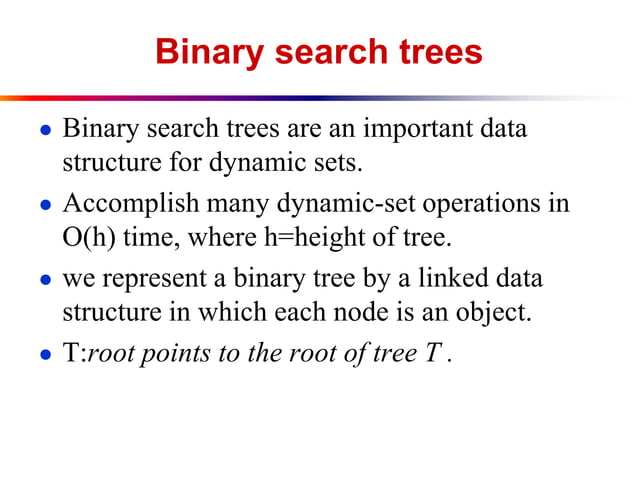 Binary search trees
Binary search trees are an important data
structure for dynamic sets.
Accomplish many dynamic-set operations in
O(h) time, where h=height of tree.
we represent a binary tree by a linked data
structure in which each node is an object.
T:root points to the root of tree T .